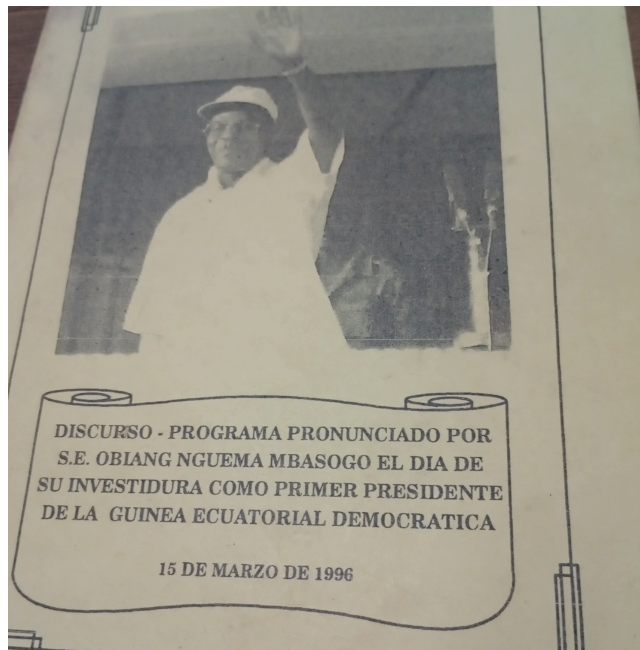 DISCURSO - PROGRAMA PRONUNCIADO POR
S.E. OBIANG NGUEMA MBASOGO EL DIA DE
SU INVESTIDURA COMO PRIMER PRESIDENTE
DE LA GUINEA ECUATORIAL DEMOCRATICA
15 DE MARZO DE 1996